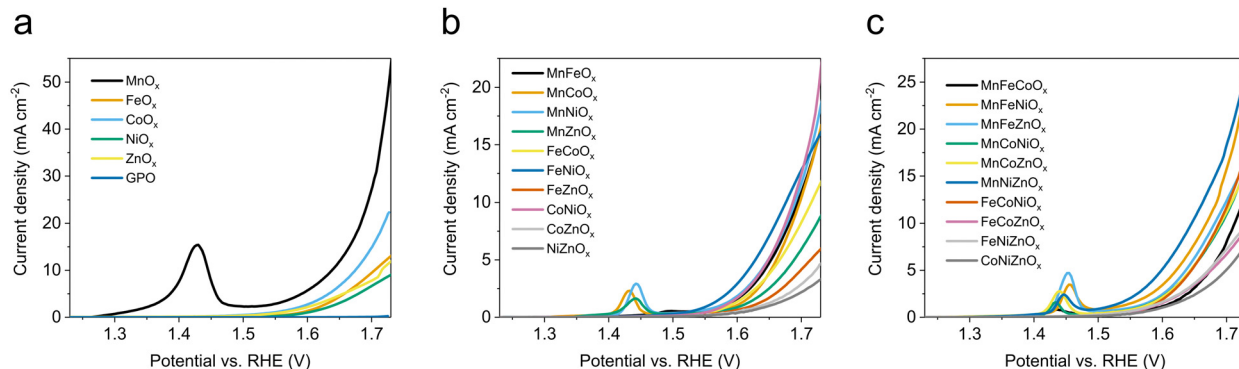 a
Current density (mA cm⁻²)
50
40
30
20
10
0
MnOₓ
FeOₓ
CoOₓ
NiOₓ
ZnOₓ
GPO
1.3
1.4
1.5
1.6
1.7
Potential vs. RHE (V)
b
Current density (mA cm⁻²)
20
15
10
5
0
MnFeOₓ
MnCoOₓ
MnNiOₓ
MnZnOₓ
FeCoOₓ
FeNiOₓ
FeZnOₓ
CoNiOₓ
CoZnOₓ
NiZnOₓ
1.3
1.4
1.5
1.6
1.7
Potential vs. RHE (V)
c
Current density (mA cm⁻²)
25
20
15
10
5
0
MnFeCoOₓ
MnFeNiOₓ
MnFeZnOₓ
MnCoNiOₓ
MnCoZnOₓ
MnNiZnOₓ
FeCoNiOₓ
FeCoZnOₓ
FeNiZnOₓ
CoNiZnOₓ
1.3
1.4
1.5
1.6
1.7
Potential vs. RHE (V)